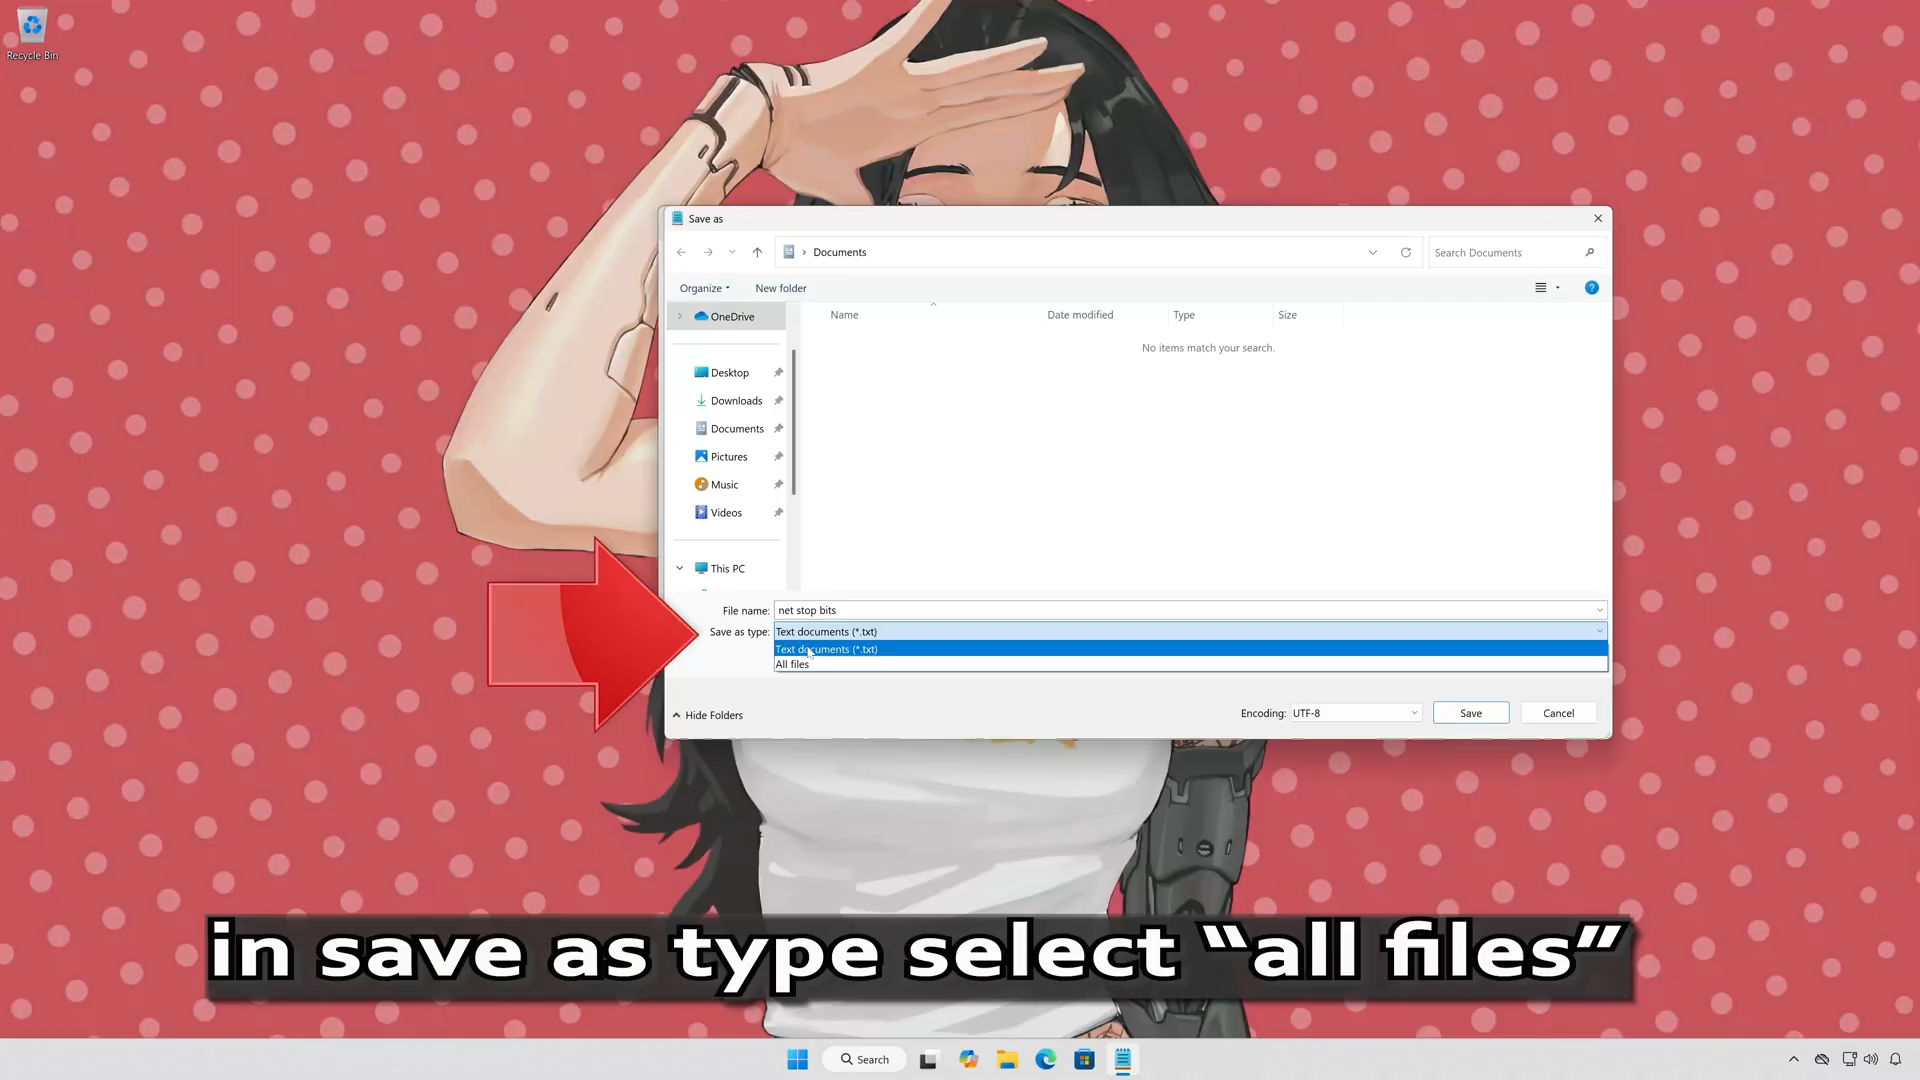 Recycle Bin
Save as
Documents
Search Documents
Organize
New folder
OneDrive
Name
Date modified
Type
Size
No items match your search.
Desktop
Downloads
Documents
Pictures
Music
Videos
This PC
File name: net stop bits
Save as type: Text documents (*.txt)
Text documents (*.txt)
All files
Hide Folders
Encoding: UTF-8
Save
Cancel
in save as type select “all files”
Search